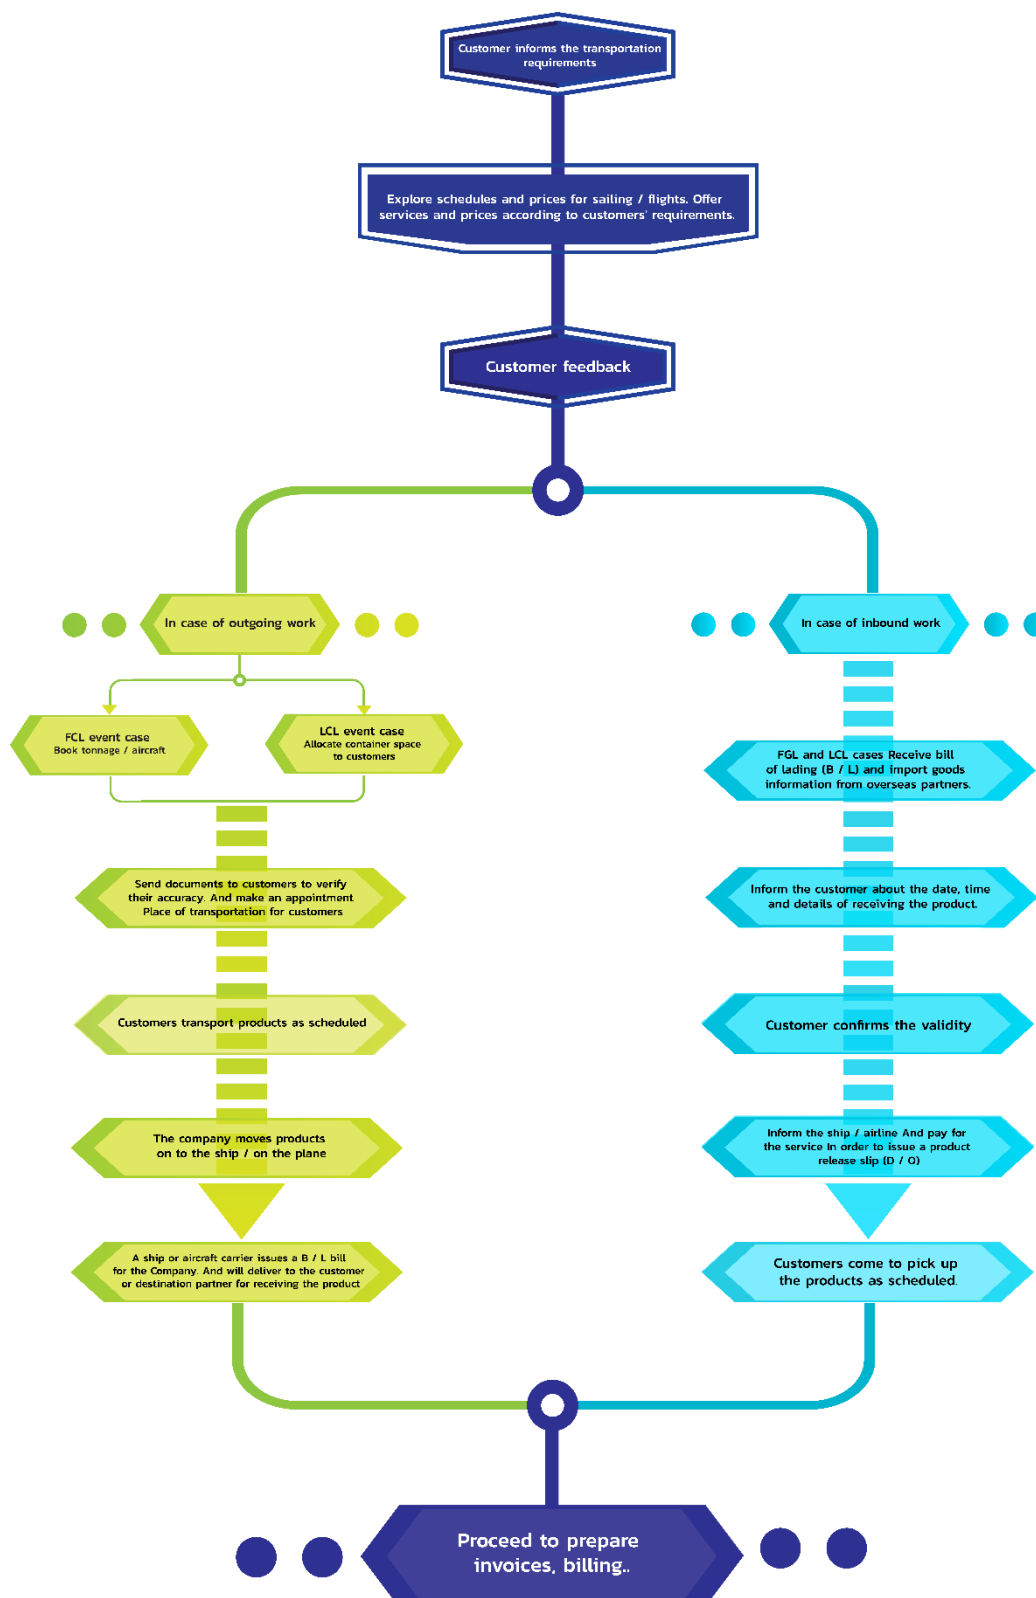 Customer informs the transportation
requirements
Explore schedules and prices for sailing / flights. Offer
services and prices according to customers' requirements.
Customer feedback
In case of outgoing work
FCL event case
Book tonnage / aircraft
LCL event case
Allocate container space
to customers
Send documents to customers to verify
their accuracy. And make an appointment
Place of transportation for customers
Customers transport products as scheduled
The company moves products
on to the ship / on the plane
A ship or aircraft carrier issues a B / L bill
for the Company. And will deliver to the customer
or destination partner for receiving the product
In case of inbound work
FGL and LCL cases Receive bill
of lading (B / L) and import goods
information from overseas partners.
Inform the customer about the date, time
and details of receiving the product.
Customer confirms the validity
Inform the ship / airline And pay for
the service In order to issue a product
release slip (D / O)
Customers come to pick up
the products as scheduled.
Proceed to prepare
invoices, billing..